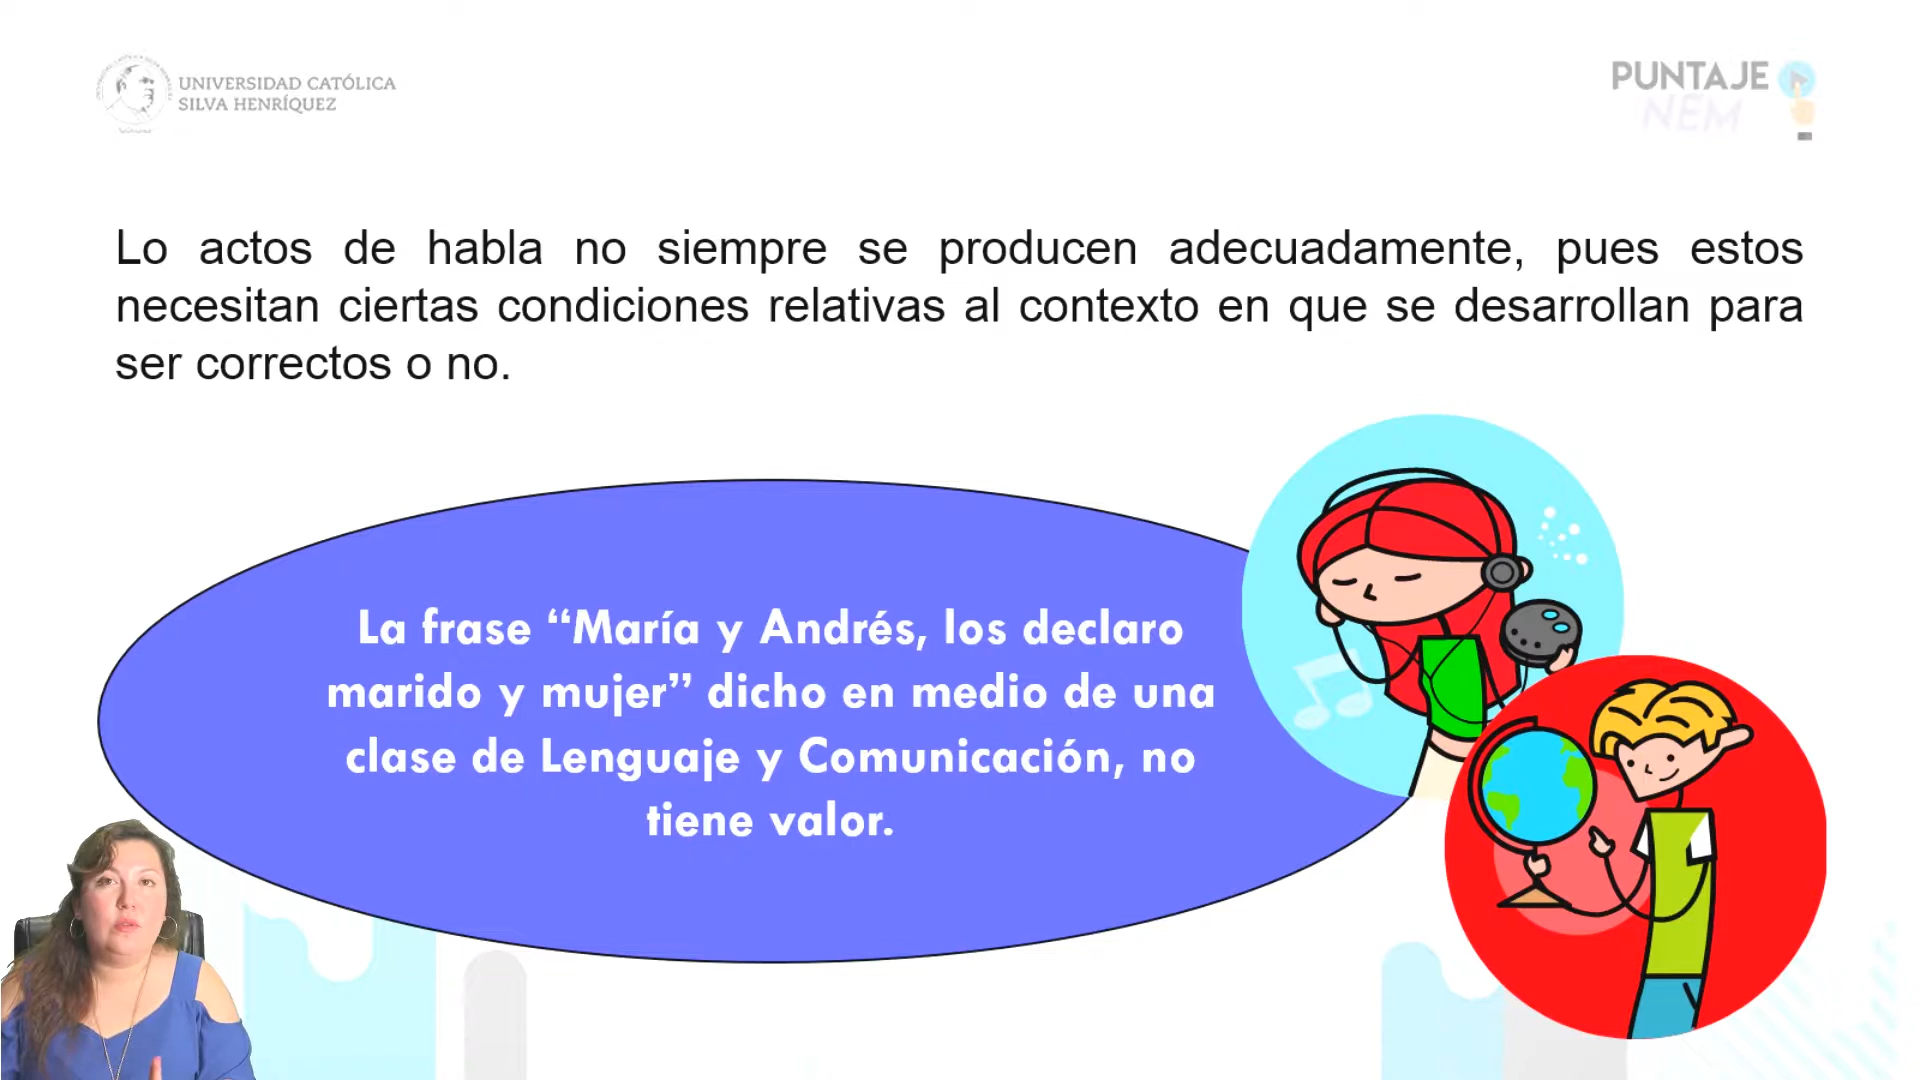 UNIVERSIDAD CATÓLICA
SILVA HENRÍQUEZ
PUNTAJE
NEM
Lo actos de habla no siempre se producen adecuadamente, pues estos
necesitan ciertas condiciones relativas al contexto en que se desarrollan para
ser correctos o no.
La frase “María y Andrés, los declaro
marido y mujer” dicho en medio de una
clase de Lenguaje y Comunicación, no
tiene valor.